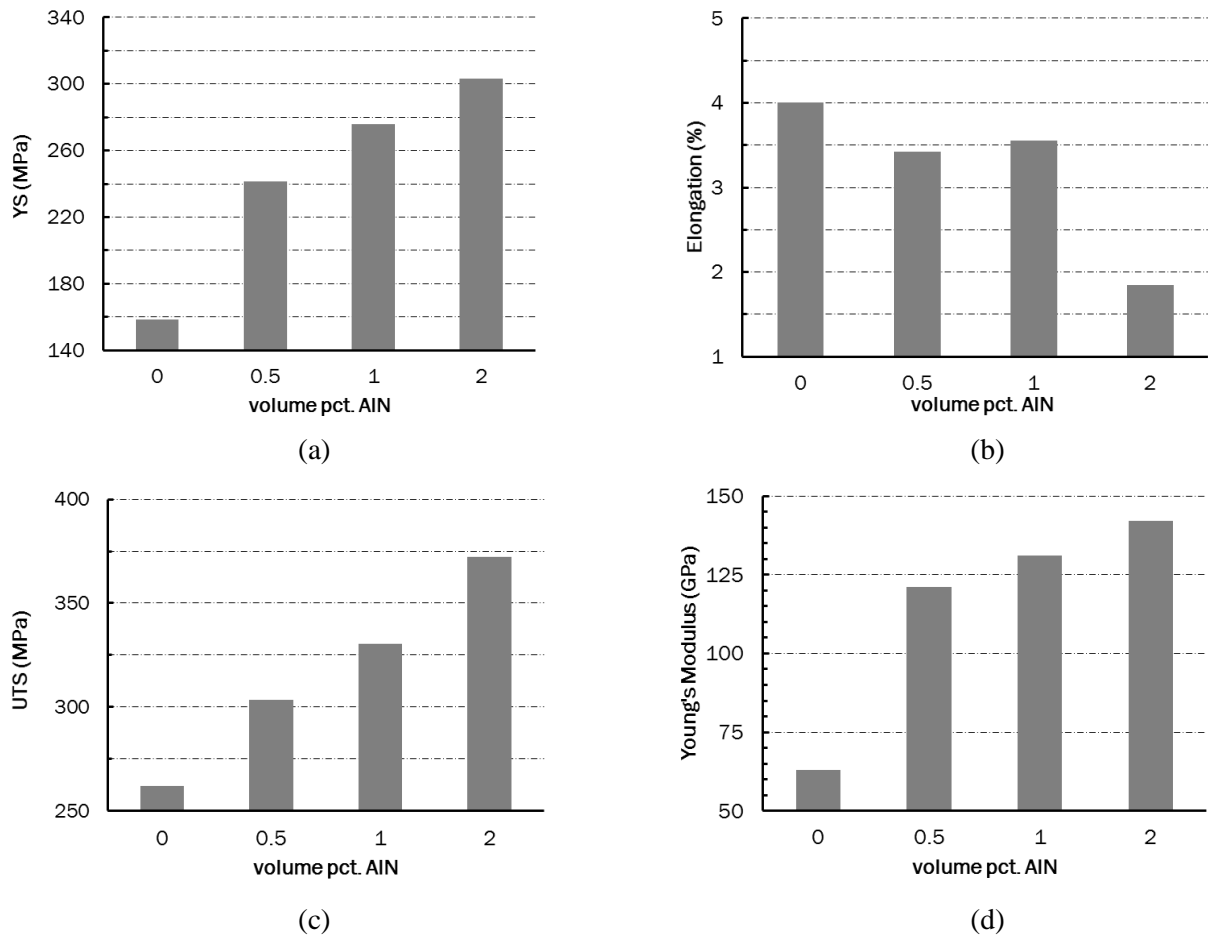 340
300
260
220
180
140
YS (MPa)
0 0.5 1 2
volume pct. AlN
(a)
5
4
3
2
1
Elongation (%)
0 0.5 1 2
volume pct. AlN
(b)
400
350
300
250
UTS (MPa)
0 0.5 1 2
volume pct. AlN
(c)
150
125
100
75
50
Young's Modulus (GPa)
0 0.5 1 2
volume pct. AlN
(d)